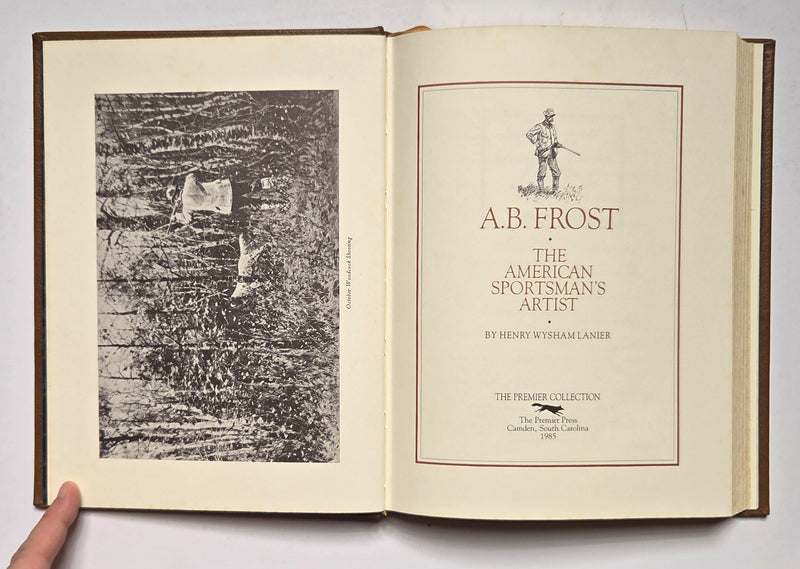 October Woodcock Shooting
A.B. FROST
THE
AMERICAN
SPORTSMAN'S
ARTIST
BY HENRY WYSHAM LANIER
THE PREMIER COLLECTION
The Premier Press
Camden, South Carolina
1985